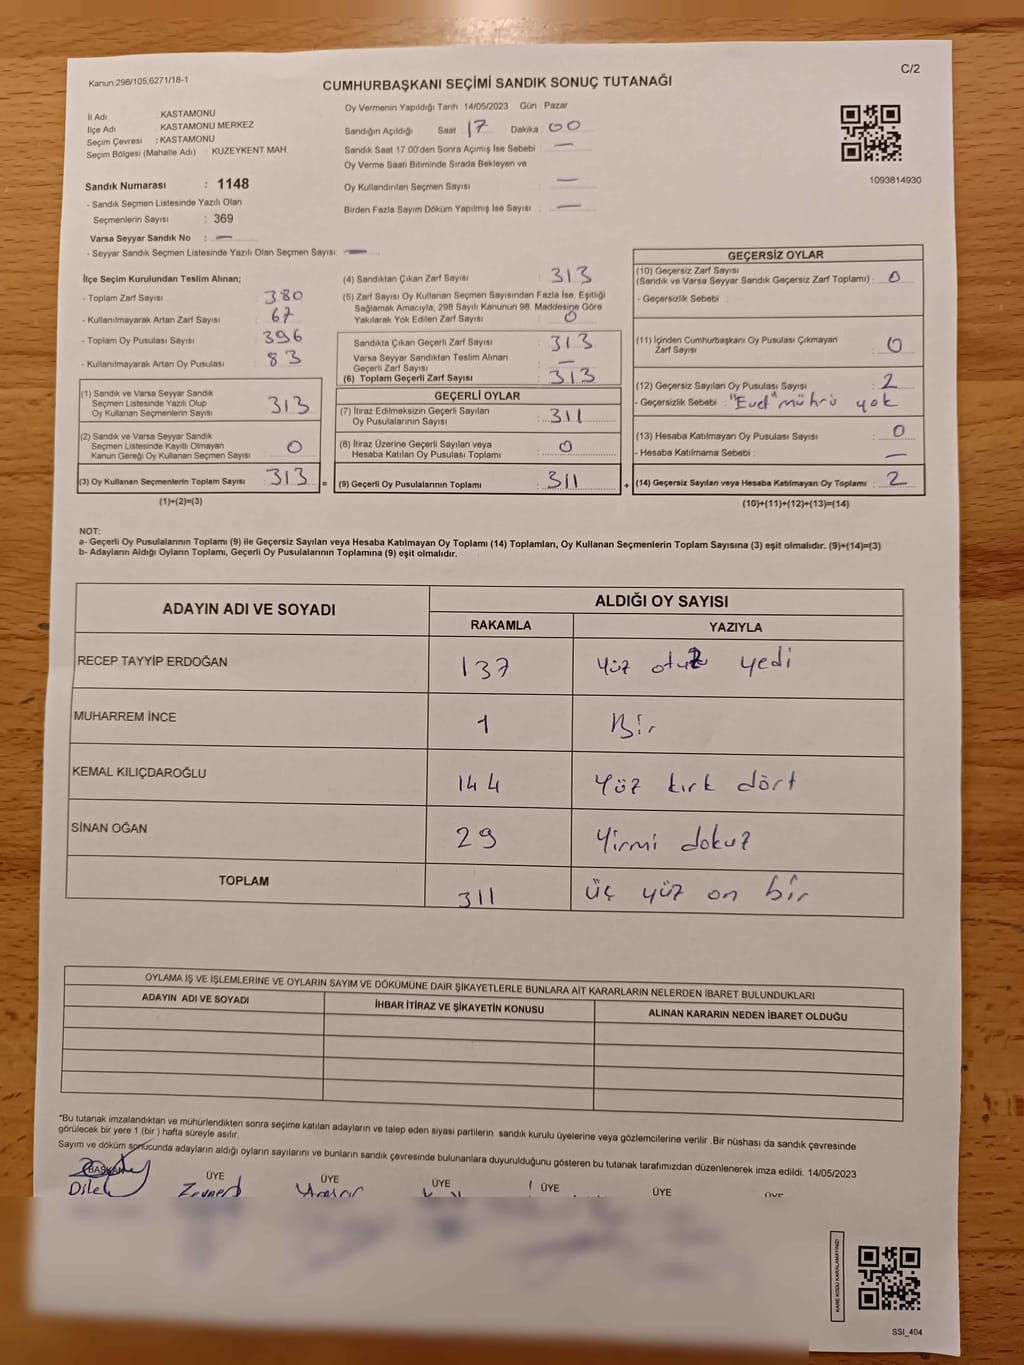 Kanun:298/105,6271/18-1
C/2
CUMHURBAŞKANI SEÇİMİ SANDIK SONUÇ TUTANAĞI
İl Adı : KASTAMONU
İlçe Adı : KASTAMONU MERKEZ
Seçim Çevresi : KASTAMONU
Seçim Bölgesi (Mahalle Adı) KUZEYKENT MAH.
Sandık Numarası : 1148
- Sandık Seçmen Listesinde Yazılı Olan
Seçmenlerin Sayısı : 369
Varsa Seyyar Sandık No : —
- Seyyar Sandık Seçmen Listesinde Yazılı Olan Seçmen Sayısı: —
Oy Vermenin Yapıldığı Tarih : 14/05/2023 Gün : Pazar
Sandığın Açıldığı Saat : 17 Dakika : 00
Sandık Saat 17.00'den Sonra Açımış İse Sebebi : —
Oy Verme Saati Bitiminde Sırada Bekleyen ve
Oy Kullandırılan Seçmen Sayısı : —
Birden Fazla Sayım Döküm Yapılmış İse Sayısı : —
1093814930
İlçe Seçim Kurulundan Teslim Alınan;
- Toplam Zarf Sayısı : 380
- Kullanılmayarak Artan Zarf Sayısı : 67
- Toplam Oy Pusulası Sayısı : 396
- Kullanılmayarak Artan Oy Pusulası : 83
(1) Sandık ve Varsa Seyyar Sandık
Seçmen Listesinde Yazılı Olup
Oy Kullanan Seçmenlerin Sayısı : 313
(2) Sandık ve Varsa Seyyar Sandık
Seçmen Listesinde Kayıtlı Olmayan
Kanun Gereği Oy Kullanan Seçmen Sayısı : 0
(3) Oy Kullanan Seçmenlerin Toplam Sayısı : 313 =
(1)+(2)=(3)
(4) Sandıktan Çıkan Zarf Sayısı : 313
(5) Zarf Sayısı Oy Kullanan Seçmen Sayısından Fazla İse, Eşitliği
Sağlamak Amacıyla, 298 Sayılı Kanunun 98. Maddesine Göre
Yakılarak Yok Edilen Zarf Sayısı : 0
Sandıkta Çıkan Geçerli Zarf Sayısı : 313
Varsa Seyyar Sandıktan Teslim Alınan
Geçerli Zarf Sayısı : —
(6) Toplam Geçerli Zarf Sayısı : 313
GEÇERLİ OYLAR
(7) İtiraz Edilmeksizin Geçerli Sayılan
Oy Pusulalarının Sayısı : 311
(8) İtiraz Üzerine Geçerli Sayılan veya
Hesaba Katılan Oy Pusulası Toplamı : 0
(9) Geçerli Oy Pusulalarının Toplamı : 311 +
GEÇERSİZ OYLAR
(10) Geçersiz Zarf Sayısı
(Sandık ve Varsa Seyyar Sandık Geçersiz Zarf Toplamı) : 0
- Geçersizlik Sebebi :
(11) İçinden Cumhurbaşkanı Oy Pusulası Çıkmayan
Zarf Sayısı : 0
(12) Geçersiz Sayılan Oy Pusulası Sayısı : 2
- Geçersizlik Sebebi : "Evet" mührü yok
(13) Hesaba Katılmayan Oy Pusulası Sayısı : 0
- Hesaba Katılmama Sebebi : —
(14) Geçersiz Sayılan veya Hesaba Katılmayan Oy Toplamı : 2
(10)+(11)+(12)+(13)=(14)
NOT:
a- Geçerli Oy Pusulalarının Toplamı (9) ile Geçersiz Sayılan veya Hesaba Katılmayan Oy Toplamı (14) Toplamları, Oy Kullanan Seçmenlerin Toplam Sayısına (3) eşit olmalıdır. (9)+(14)=(3)
b- Adayların Aldığı Oyların Toplamı, Geçerli Oy Pusulalarının Toplamına (9) eşit olmalıdır.
ADAYIN ADI VE SOYADI ALDIĞI OY SAYISI
RAKAMLA YAZIYLA
RECEP TAYYİP ERDOĞAN 137 Yüz otuz yedi
MUHARREM İNCE 1 Bir
KEMAL KILIÇDAROĞLU 144 Yüz kırk dört
SİNAN OĞAN 29 Yirmi dokuz
TOPLAM 311 üç yüz on bir
OYLAMA İŞ VE İŞLEMLERİNE VE OYLARIN SAYIM VE DÖKÜMÜNE DAİR ŞİKAYETLERLE BUNLARA AİT KARARLARIN NELERDEN İBARET BULUNDUKLARI
ADAYIN ADI VE SOYADI İHBAR İTİRAZ VE ŞİKAYETİN KONUSU ALINAN KARARIN NEDEN İBARET OLDUĞU
"Bu tutanak imzalandıktan ve mühürlendikten sonra seçime katılan adayların ve talep eden siyasi partilerin sandık kurulu üyelerine veya gözlemcilerine verilir .Bir nüshası da sandık çevresinde
görülecek bir yere 1 (bir ) hafta süreyle asılır.
Sayım ve döküm sonucunda adayların aldığı oyların sayılarını ve bunların sandık çevresinde bulunanlara duyurulduğunu gösteren bu tutanak tarafımızdan düzenlenerek imza edildi. 14/05/2023
BAŞKAN ÜYE ÜYE ÜYE ÜYE ÜYE ÜYE
Dilek
KARE KODU KARALAMAYINIZ!
SSI_404